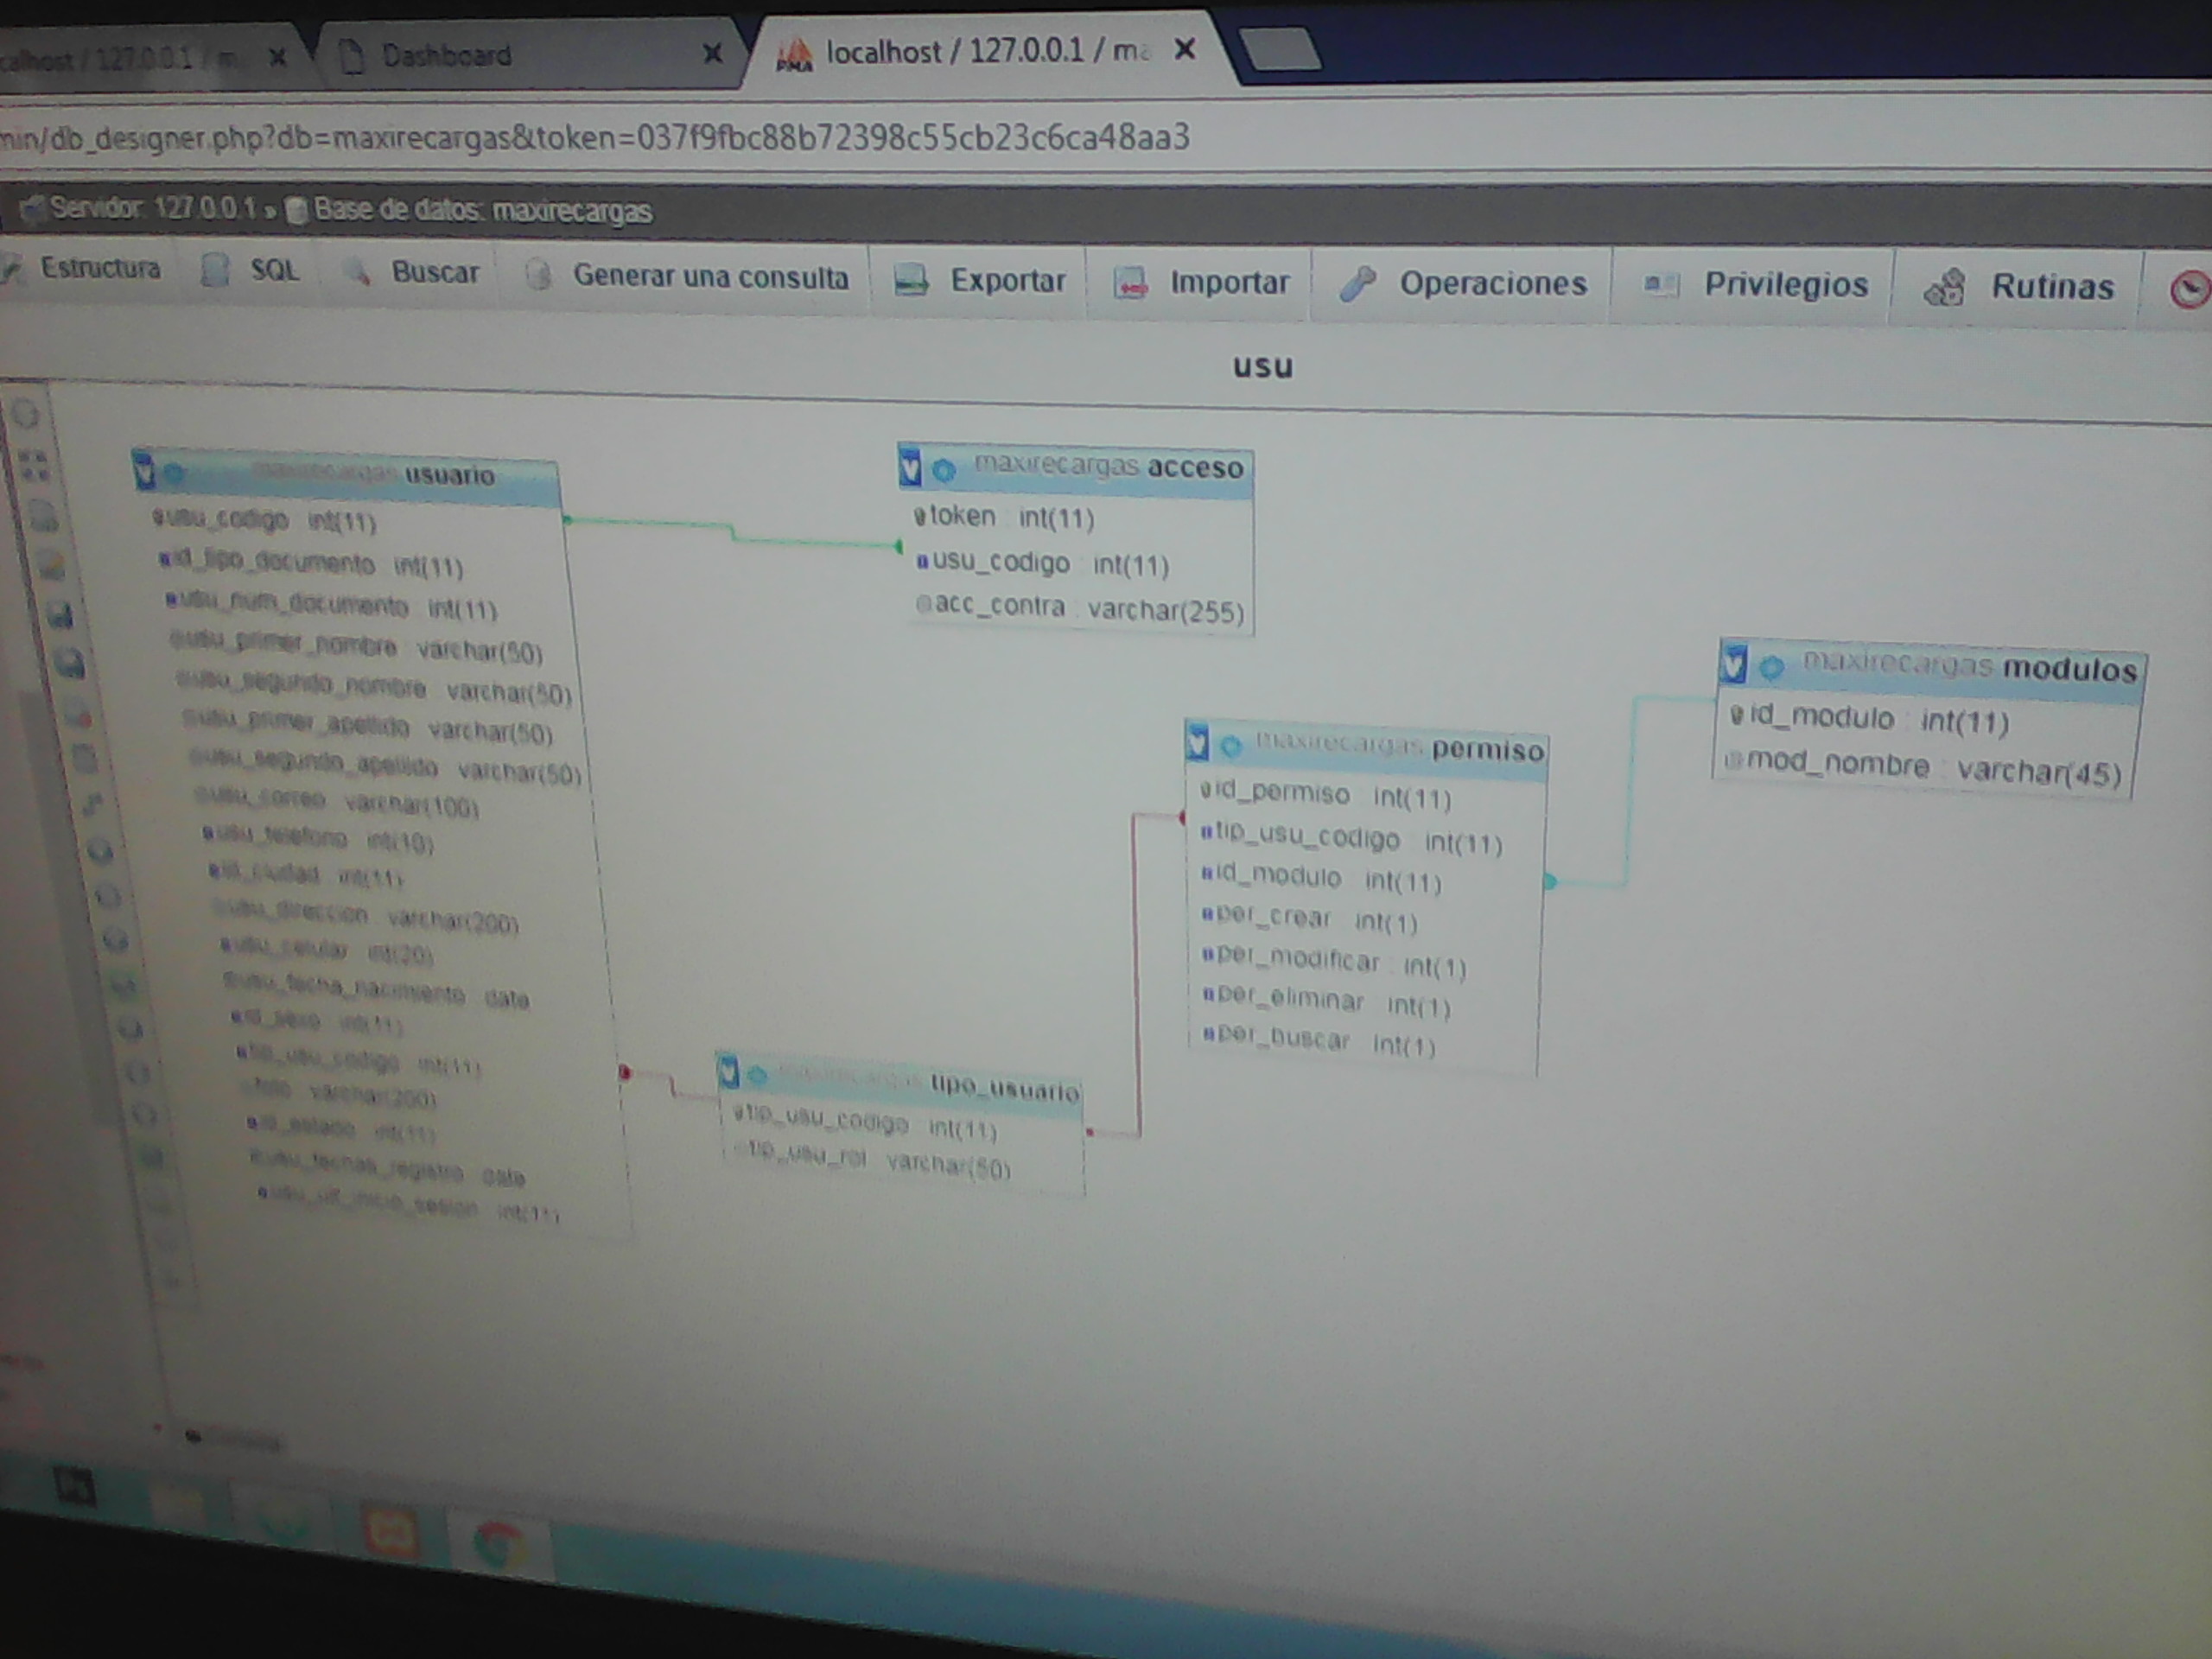 calhost / 127.0.0.1 / m
Dashboard
localhost / 127.0.0.1 / ma
min/db_designer.php?db=maxirecargas&token=037f9fbc88b72398c55cb23c6ca48aa3
Servidor: 127.0.0.1 » Base de datos: maxirecargas
Estructura SQL Buscar Generar una consulta Exportar Importar Operaciones Privilegios Rutinas
usu
maxirecargas usuario
usu_codigo : int(11)
id_tipo_documento : int(11)
usu_num_documento : int(11)
usu_primer_nombre : varchar(50)
usu_segundo_nombre : varchar(50)
usu_primer_apellido : varchar(50)
usu_segundo_apellido : varchar(50)
usu_correo : varchar(100)
usu_telefono : int(10)
id_ciudad : int(11)
usu_direccion : varchar(200)
usu_celular : int(20)
usu_fecha_nacimiento : date
id_sexo : int(11)
tip_usu_codigo : int(11)
foto : varchar(200)
id_estado : int(11)
usu_fechas_registro : date
usu_ult_inicio_sesion : int(11)
maxirecargas acceso
token : int(11)
usu_codigo : int(11)
acc_contra : varchar(255)
maxirecargas modulos
id_modulo : int(11)
mod_nombre : varchar(45)
maxirecargas permiso
id_permiso : int(11)
tip_usu_codigo : int(11)
id_modulo : int(11)
per_crear : int(1)
per_modificar : int(1)
per_eliminar : int(1)
per_buscar : int(1)
maxirecargas tipo_usuario
tip_usu_codigo : int(11)
tip_usu_rol : varchar(50)